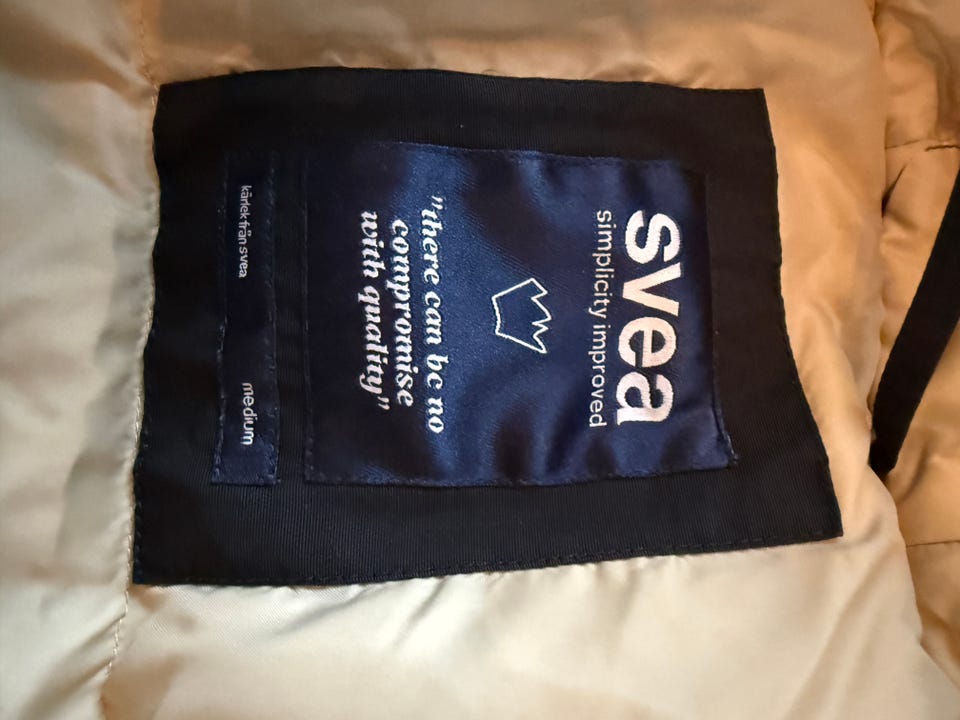 svea
simplicity improved
"there can be no
compromise
with quality"
kärlek från svea
medium